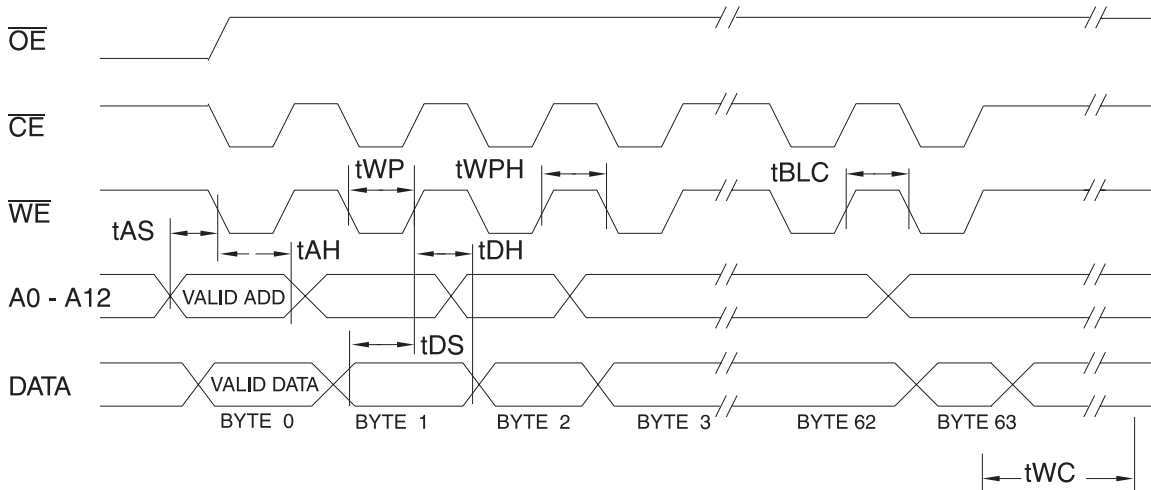 OE
CE
tWP
tWPH
tBLC
WE
tAS
tAH
tDH
A0 - A12
VALID ADD
tDS
DATA
VALID DATA
BYTE 0
BYTE 1
BYTE 2
BYTE 3
BYTE 62
BYTE 63
tWC